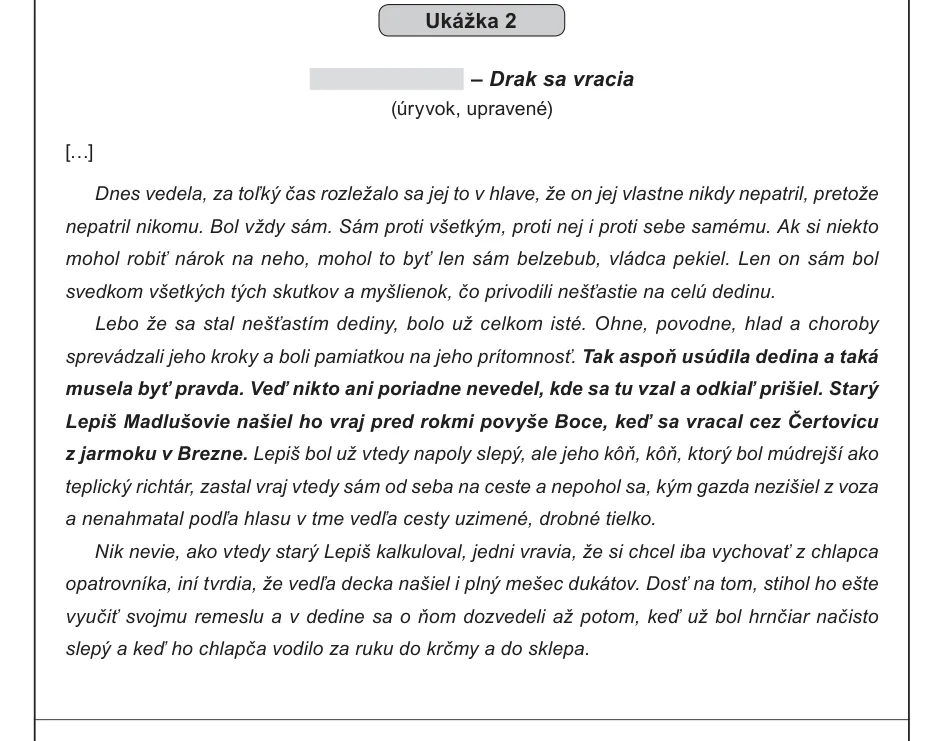 Ukážka 2
– Drak sa vracia
(úryvok, upravené)
[…]
Dnes vedela, za toľký čas rozležalo sa jej to v hlave, že on jej vlastne nikdy nepatril, pretože
nepatril nikomu. Bol vždy sám. Sám proti všetkým, proti nej i proti sebe samému. Ak si niekto
mohol robiť nárok na neho, mohol to byť len sám belzebub, vládca pekiel. Len on sám bol
svedkom všetkých tých skutkov a myšlienok, čo privodili nešťastie na celú dedinu.
Lebo že sa stal nešťastím dediny, bolo už celkom isté. Ohne, povodne, hlad a choroby
sprevádzali jeho kroky a boli pamiatkou na jeho prítomnosť. Tak aspoň usúdila dedina a taká
musela byť pravda. Veď nikto ani poriadne nevedel, kde sa tu vzal a odkiaľ prišiel. Starý
Lepiš Madlušovie našiel ho vraj pred rokmi povyše Boce, keď sa vracal cez Čertovicu
z jarmoku v Brezne. Lepiš bol už vtedy napoly slepý, ale jeho kôň, kôň, ktorý bol múdrejší ako
teplický richtár, zastal vraj vtedy sám od seba na ceste a nepohol sa, kým gazda nezišiel z voza
a nenahmatal podľa hlasu v tme vedľa cesty uzimené, drobné tielko.
Nik nevie, ako vtedy starý Lepiš kalkuloval, jedni vravia, že si chcel iba vychovať z chlapca
opatrovníka, iní tvrdia, že vedľa decka našiel i plný mešec dukátov. Dosť na tom, stihol ho ešte
vyučiť svojmu remeslu a v dedine sa o ňom dozvedeli až potom, keď už bol hrnčiar načisto
slepý a keď ho chlapča vodilo za ruku do krčmy a do sklepa.